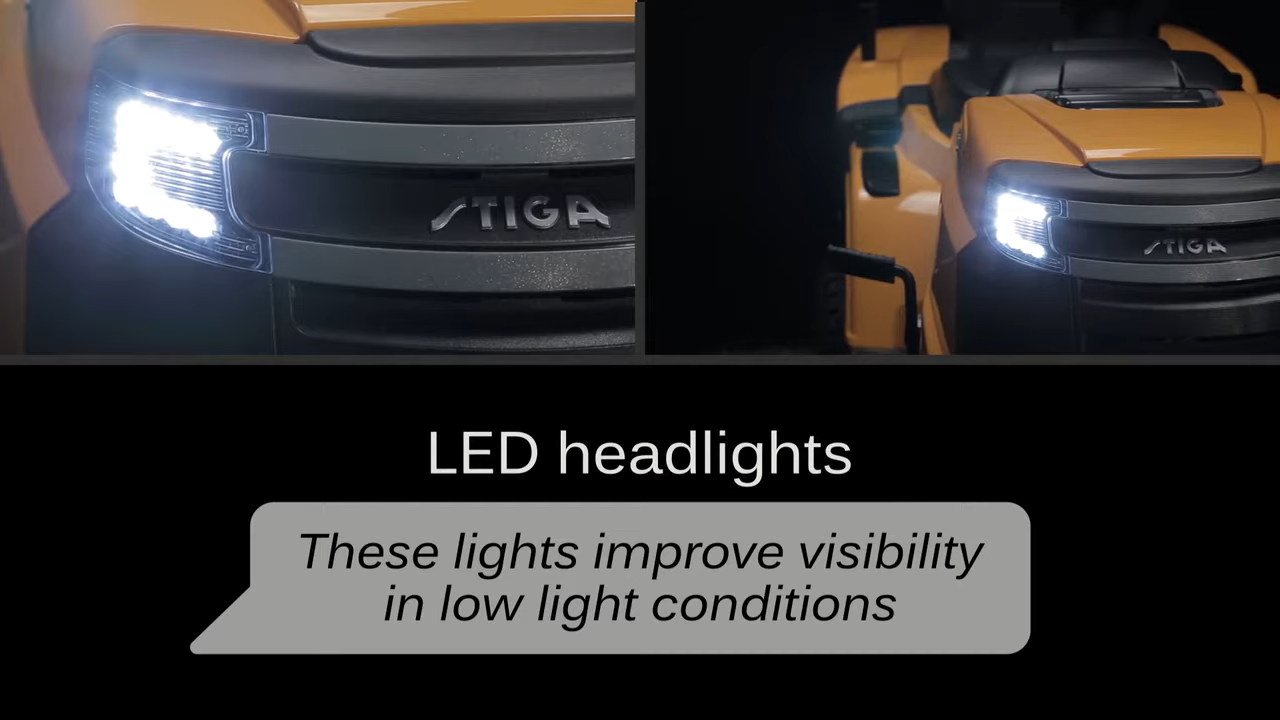 STIGA
STIGA
LED headlights
These lights improve visibility
in low light conditions